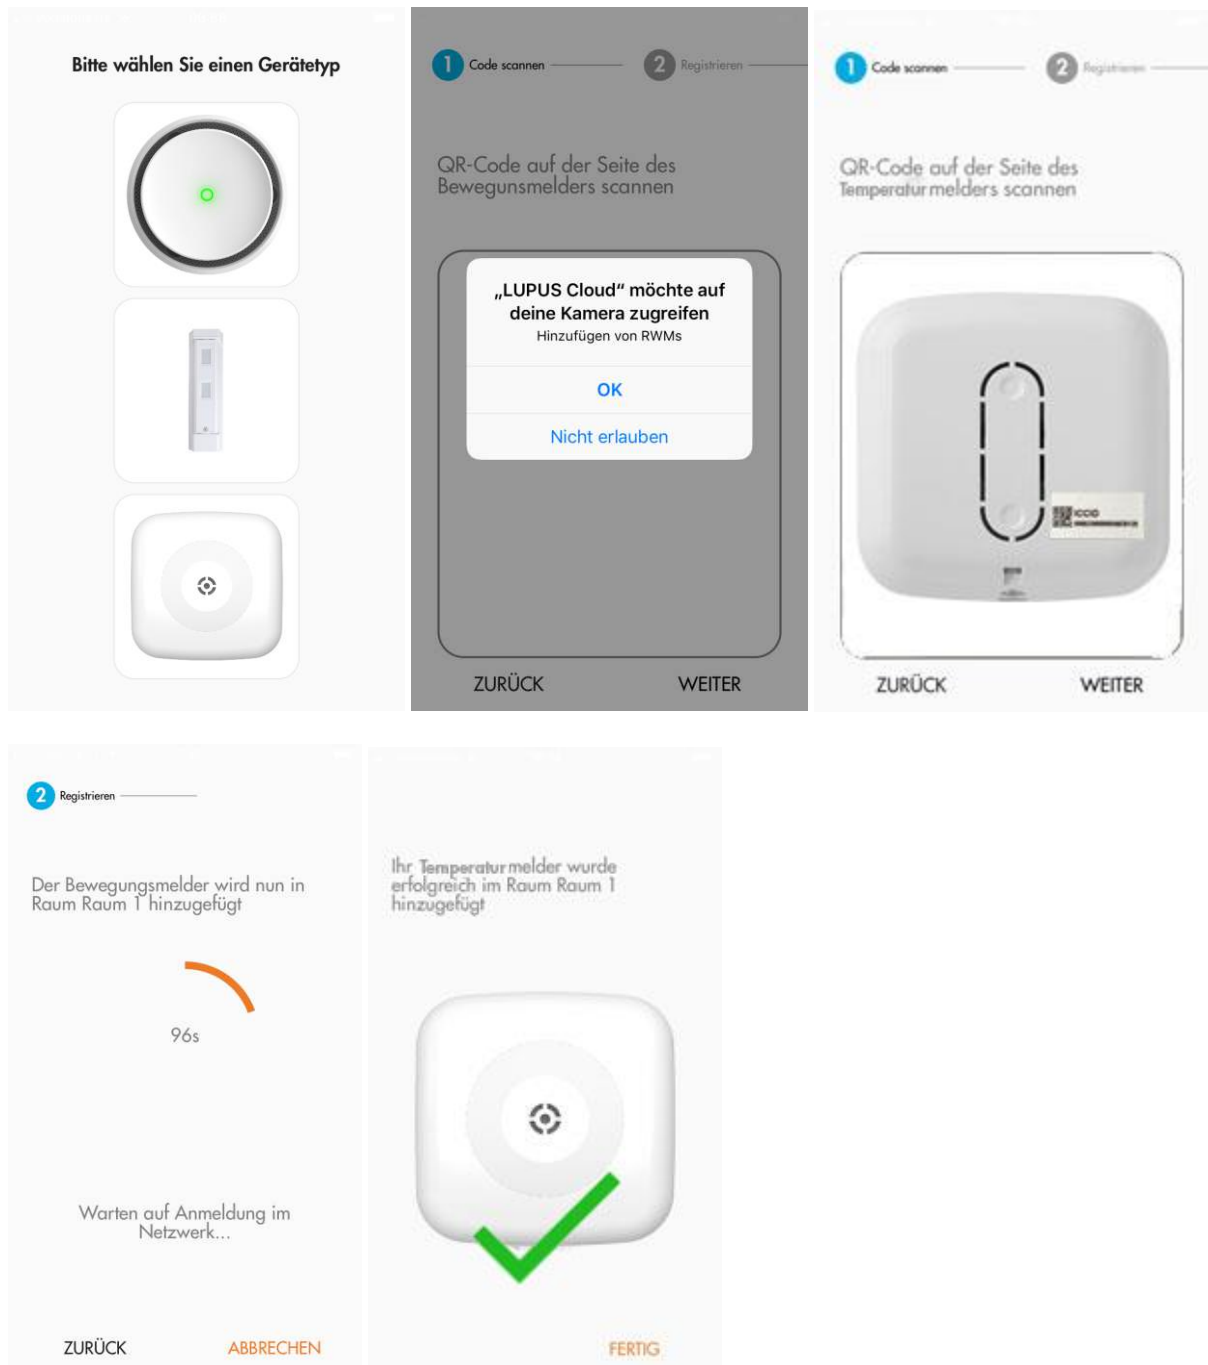 Bitte wählen Sie einen Gerätetyp
1 Code scannen
2 Registrieren
QR-Code auf der Seite des
Bewegunsmelders scannen
„LUPUS Cloud“ möchte auf
deine Kamera zugreifen
Hinzufügen von RWMs
OK
Nicht erlauben
ZURÜCK
WEITER
1 Code scannen
2 Registrieren
QR-Code auf der Seite des
Temperaturmelders scannen
ICCID
ZURÜCK
WEITER
2 Registrieren
Der Bewegungsmelder wird nun in
Raum Raum 1 hinzugefügt
96s
Warten auf Anmeldung im
Netzwerk...
ZURÜCK
ABBRECHEN
Ihr Temperaturmelder wurde
erfolgreich im Raum Raum 1
hinzugefügt
FERTIG